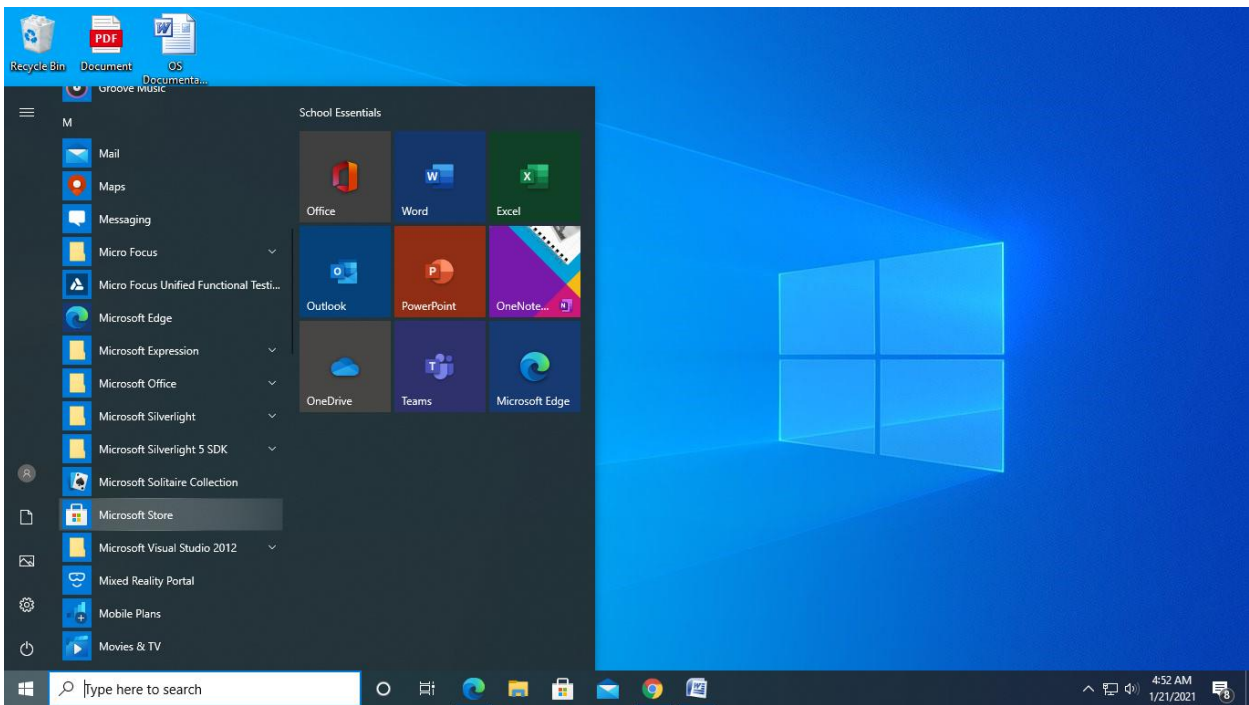 Recycle Bin
Document
OS
Documenta...
PDF
W
Groove Music
M
Mail
Maps
Messaging
Micro Focus
Micro Focus Unified Functional Testi...
Microsoft Edge
Microsoft Expression
Microsoft Office
Microsoft Silverlight
Microsoft Silverlight 5 SDK
Microsoft Solitaire Collection
Microsoft Store
Microsoft Visual Studio 2012
Mixed Reality Portal
Mobile Plans
Movies & TV
School Essentials
Office
W
Word
X
Excel
O
Outlook
P
PowerPoint
N
OneNote...
OneDrive
T
Teams
Microsoft Edge
Type here to search
W
4:52 AM
1/21/2021
8